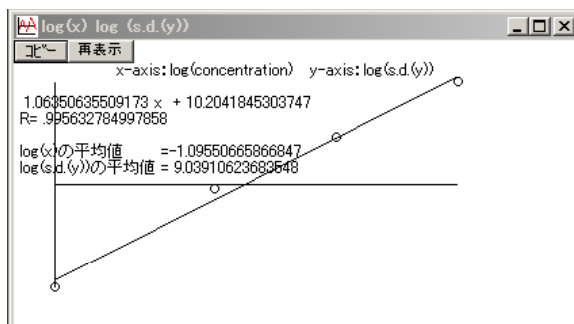 log(x) log (s.d.(y))
コピー 再表示
x-axis:log(concentration) y-axis:log(s.d.(y))
1.06350635509173 x + 10.2041845303747
R= .995632784997858
log(x)の平均値 =-1.09550665866847
log(s.d.(y))の平均値 = 9.03910623683548